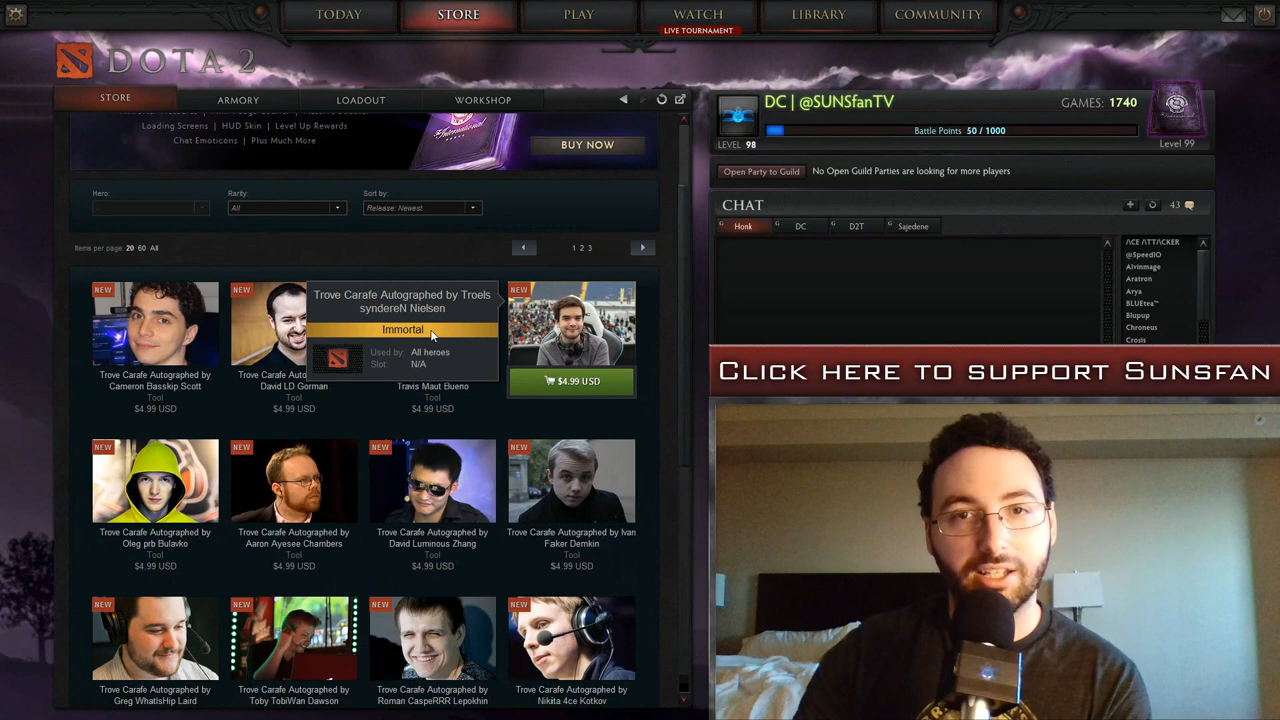 TODAY
STORE
PLAY
WATCH
LIVE TOURNAMENT
LIBRARY
COMMUNITY
DOTA 2
STORE
ARMORY
LOADOUT
WORKSHOP
Loading Screens | HUD Skin | Level Up Rewards
Chat Emoticons | Plus Much More
BUY NOW
Hero:
Rarity:
Sort by:
All
Release: Newest
Items per page: 20 60 All
1 2 3
NEW
NEW
NEW
Trove Carafe Autographed by Troels
syndereN Nielsen
Immortal
Used by: All heroes
Slot: N/A
Trove Carafe Autographed by
Cameron Basskip Scott
Tool
$4.99 USD
David LD Gorman
Tool
$4.99 USD
Travis Maut Bueno
Tool
$4.99 USD
$4.99 USD
NEW
NEW
NEW
NEW
Trove Carafe Autographed by
Oleg prb Bulavko
Tool
$4.99 USD
Trove Carafe Autographed by
Aaron Ayesee Chambers
Tool
$4.99 USD
Trove Carafe Autographed by
David Luminous Zhang
Tool
$4.99 USD
Trove Carafe Autographed by Ivan
Faker Demkin
Tool
$4.99 USD
NEW
NEW
NEW
NEW
Trove Carafe Autographed by
Greg WhatIsHip Laird
Trove Carafe Autographed by
Toby TobiWan Dawson
Trove Carafe Autographed by
Roman CaspeRRR Lepokhin
Trove Carafe Autographed by
Nikita 4ce Kotkov
DC | @SUNSfanTV
GAMES: 1740
Battle Points 50 / 1000
LEVEL 98
Level 99
Open Party to Guild
No Open Guild Parties are looking for more players
CHAT
43
G Honk
G DC
G D2T
G Sajedene
ACE ATTACKER
@SpeedIO
Alvinmage
Aratron
Arya
BLUEtea™
Blupup
Chroneus
Crosis
Click here to support Sunsfan